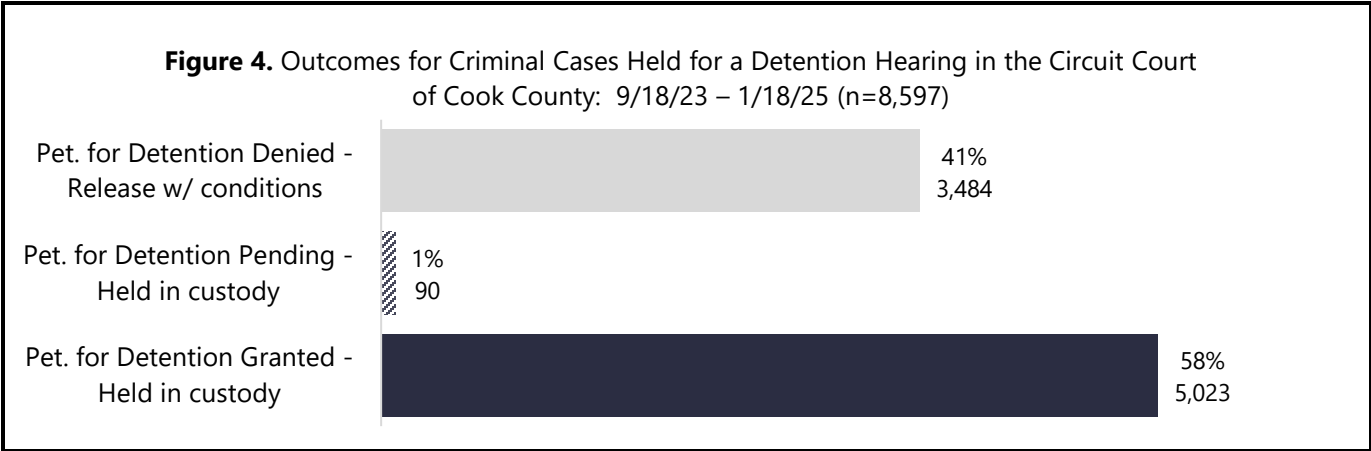 Figure 4. Outcomes for Criminal Cases Held for a Detention Hearing in the Circuit Court
of Cook County:  9/18/23 – 1/18/25 (n=8,597)
Pet. for Detention Denied -
Release w/ conditions
41%
3,484
Pet. for Detention Pending -
Held in custody
1%
90
Pet. for Detention Granted -
Held in custody
58%
5,023